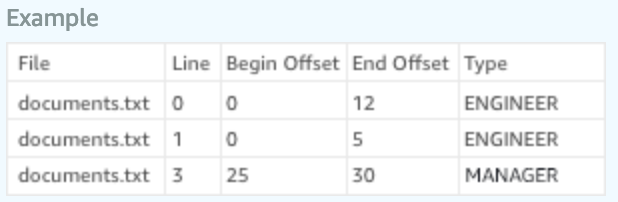 Example
File Line Begin Offset End Offset Type
documents.txt 0 0 12 ENGINEER
documents.txt 1 0 5 ENGINEER
documents.txt 3 25 30 MANAGER